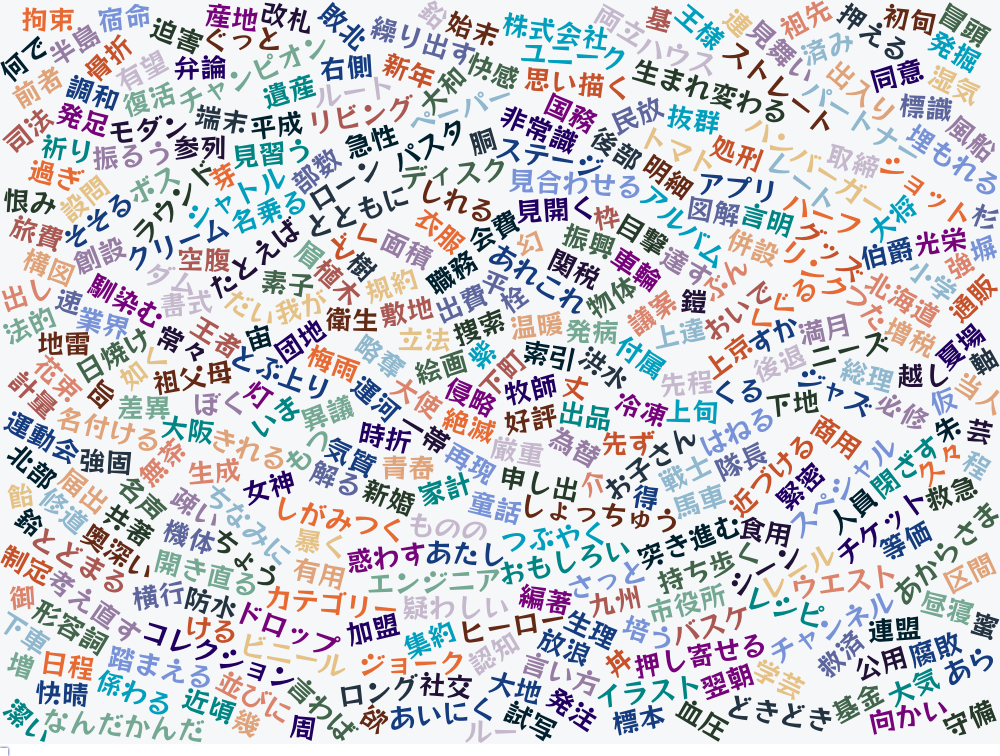 拘束
宿命
産地
改札
敗北
繰り出す
鈴
始末
株式会社
両立
ハウス
基
王様
連
見舞い
祖先
押える
初旬
冒頭
何で
半島
骨折
迫害
ぐっと
ユニーク
ストレート
済み
発掘
前者
有望
弁論
チャンピオン
右側
新年
大和
快感
思い描く
生まれ変わる
パートナー
出入り
同意
湿気
調和
復活
遺産
ルート
リビング
ペーパー
国務
民放
抜群
ハンバーガー
標識
風船
司法
発足
モダン
端末
平成
急性
パスタ
胴
非常識
ステージ
後部
トマト
明細
処刑
レート
取締
ショット
埋もれる
祈り
振るう
参列
見習う
部数
ローン
ディスク
見合わせる
アルバム
アプリ
過ぎ
設問
ボス
ラウンド
芽
シャトル
名乗る
とともに
しれる
見開く
枠
目撃
図解
言明
ハーフ
大将
杉
恨み
そそる
クリーム
たとえば
どく
衣服
会費
幻
振興
車輪
達す
併設
グッズ
伯爵
光栄
塀
旅費
創設
空腹
肩
樹
面積
職務
あれこれ
関税
物体
議案
鎧
ぶん
リンク
小学
強
構図
ダム
書式
素子
植木
規約
出費
平栓
北海道
通販
出し
速
馴染む
だい
我が
衛生
敷地
立法
捜索
温暖
発病
付属
上達
おい
増税
法的
業界
常々
王者
宙
団地
略奪
絵画
紫
下町
索引
洪水
上京
すか
満月
後退
ニーズ
夏場
地雷
日焼け
如
祖父母
とぶ
上り
梅雨
運河
大使
侵略
牧師
丈
冷凍
先程
くる
ジャズ
総理
越し
軸
花束
計量
缶
差異
ぼく
灯
いま
異議
時折
一帯
絶滅
好評
出品
上旬
下地
必修
仮
当人
運動会
名付ける
大阪
きれる
気質
青春
再現
厳重
為替
先ず
お子さん
はねる
商用
朱
芸
北部
強固
無
生成
女神
解る
新婚
家計
申し出
介
得
戦士
隊長
近づける
緊密
スペシャル
閉ざす
久々
程
飴
修道
届出
名声
疎い
ちなみに
しがみつく
童話
しょっちゅう
馬車
人員
チケット
救急
鈴
とどまる
共著
奥深い
機体
ちょう
暴く
ものの
つぶやく
突き進む
食用
等価
制定
考え直す
開き直る
有用
惑わす
あたし
おもしろい
持ち歩く
シーン
レール
ウエスト
あからさま
区間
御
横行
防水
カテゴリー
エンジニア
さっと
九州
市役所
レシピ
昼寝
下車
形容詞
コレクション
ける
ドロップ
加盟
疑わしい
編著
生理
培う
バスケ
チャンネル
連盟
蜜
増
日程
踏まえる
ビニール
ジョーク
集約
ヒーロー
放浪
丼
押し寄せる
救済
公用
腐敗
快晴
係わる
近頃
並びに
言わば
ロング
社交
認知
言い方
イラスト
翌朝
学芸
基金
大気
あら
潔い
なんだかんだ
幾
周
欲
あいにく
ルー
大地
試写
発注
標本
血圧
どきどき
向かい
守備